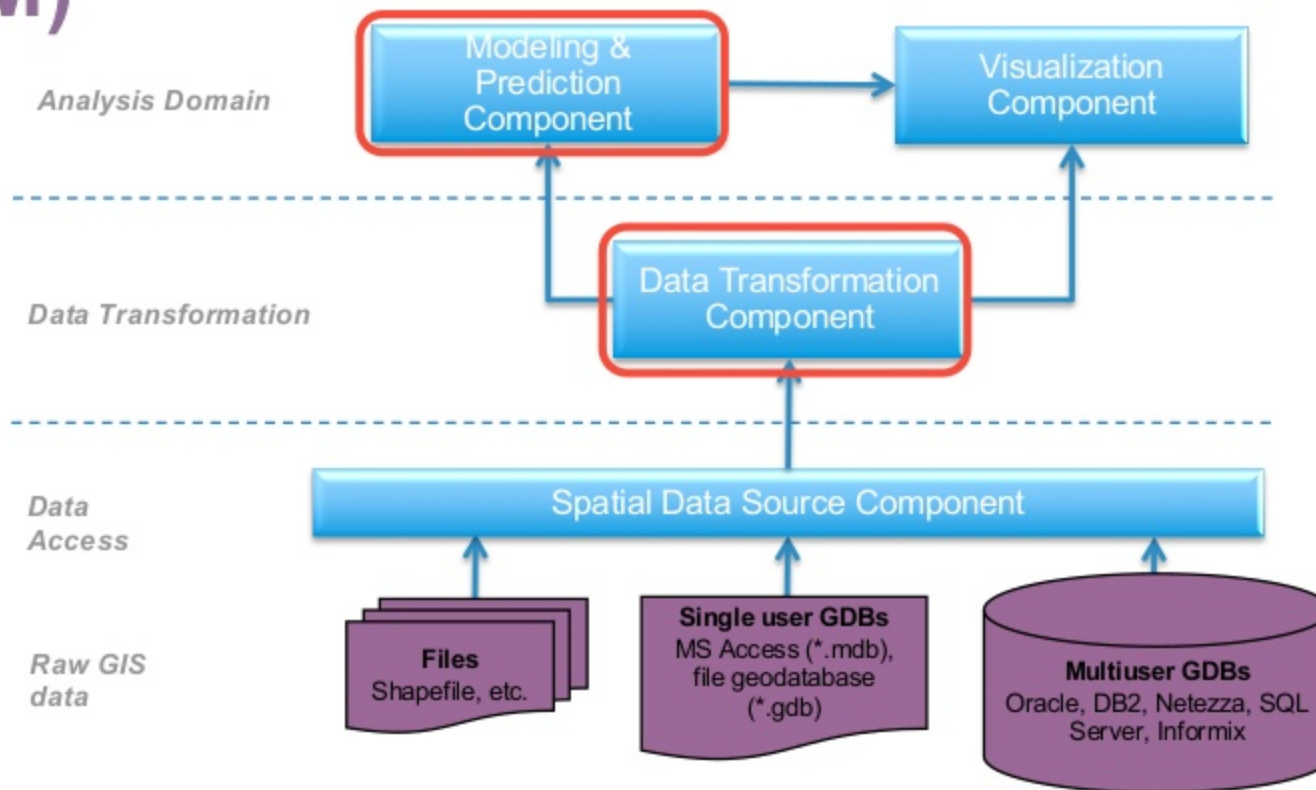 Modeling &
Prediction
Component
Visualization
Component
Analysis Domain
Data Transformation
Component
Data Transformation
Spatial Data Source Component
Data
Access
Files
Shapefile, etc.
Single user GDBs
MS Access (*.mdb),
file geodatabase
(*.gdb)
Multiuser GDBs
Oracle, DB2, Netezza, SQL
Server, Informix
Raw GIS
data